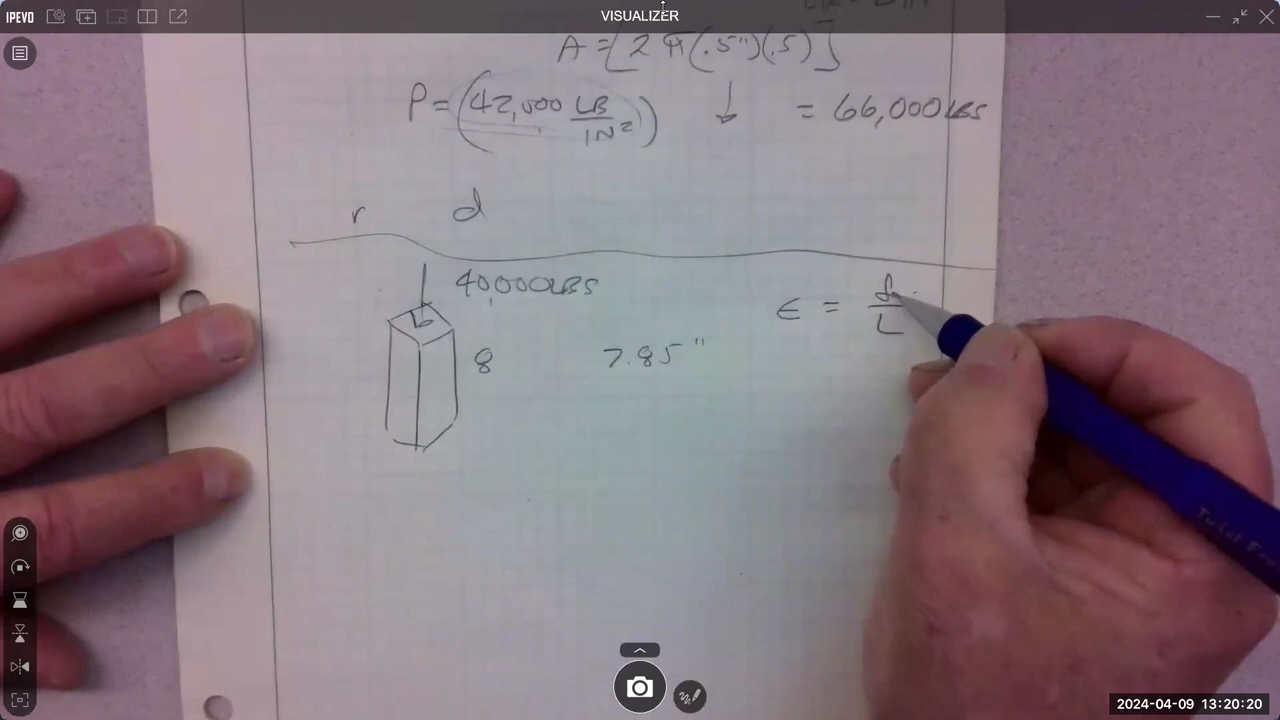 IPEVO
VISUALIZER
A = [2 π(.5")(.5)]
P = (42,000 LB/IN²) = 66,000 LBS
r d
40,000 LBS
8 7.85"
ε = δ/L
2024-04-09 13:20:20